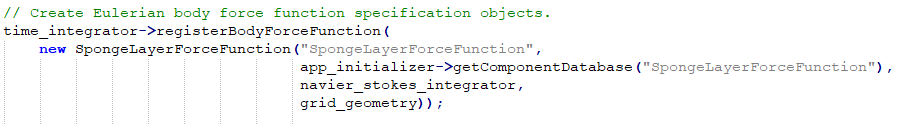 // Create Eulerian body force function specification objects.
time_integrator->registerBodyForceFunction(
new SpongeLayerForceFunction("SpongeLayerForceFunction",
app_initializer->getComponentDatabase("SpongeLayerForceFunction"),
navier_stokes_integrator,
grid_geometry));